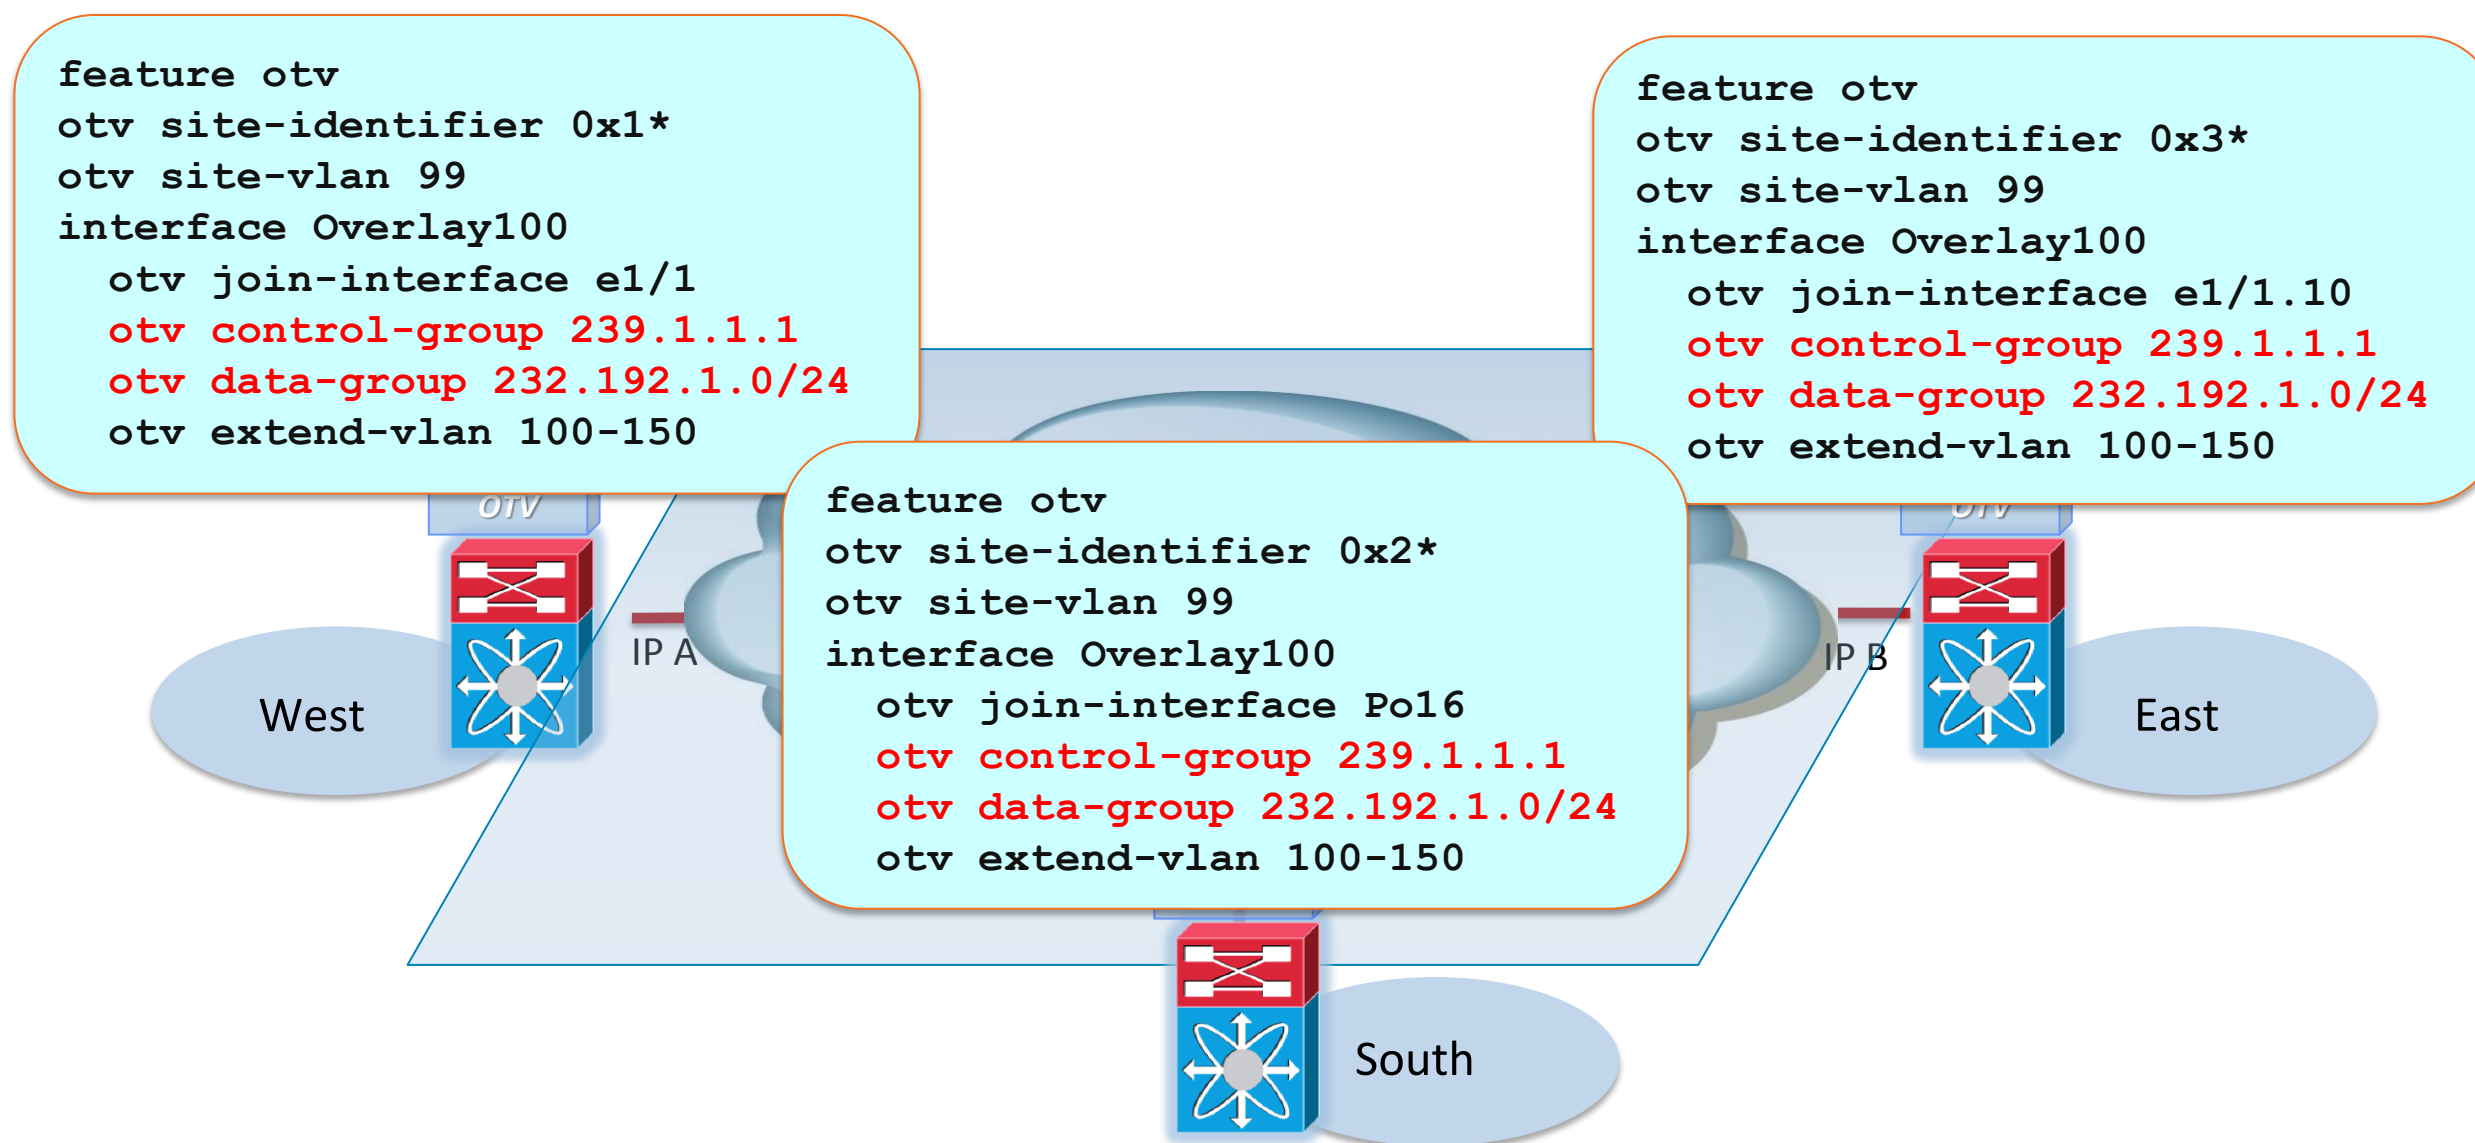 feature otv
otv site-identifier 0x1*
otv site-vlan 99
interface Overlay100
otv join-interface e1/1
otv control-group 239.1.1.1
otv data-group 232.192.1.0/24
otv extend-vlan 100-150
feature otv
otv site-identifier 0x3*
otv site-vlan 99
interface Overlay100
otv join-interface e1/1.10
otv control-group 239.1.1.1
otv data-group 232.192.1.0/24
otv extend-vlan 100-150
feature otv
otv site-identifier 0x2*
otv site-vlan 99
interface Overlay100
otv join-interface Po16
otv control-group 239.1.1.1
otv data-group 232.192.1.0/24
otv extend-vlan 100-150
OTV
OTV
IP A
IP B
West
East
South